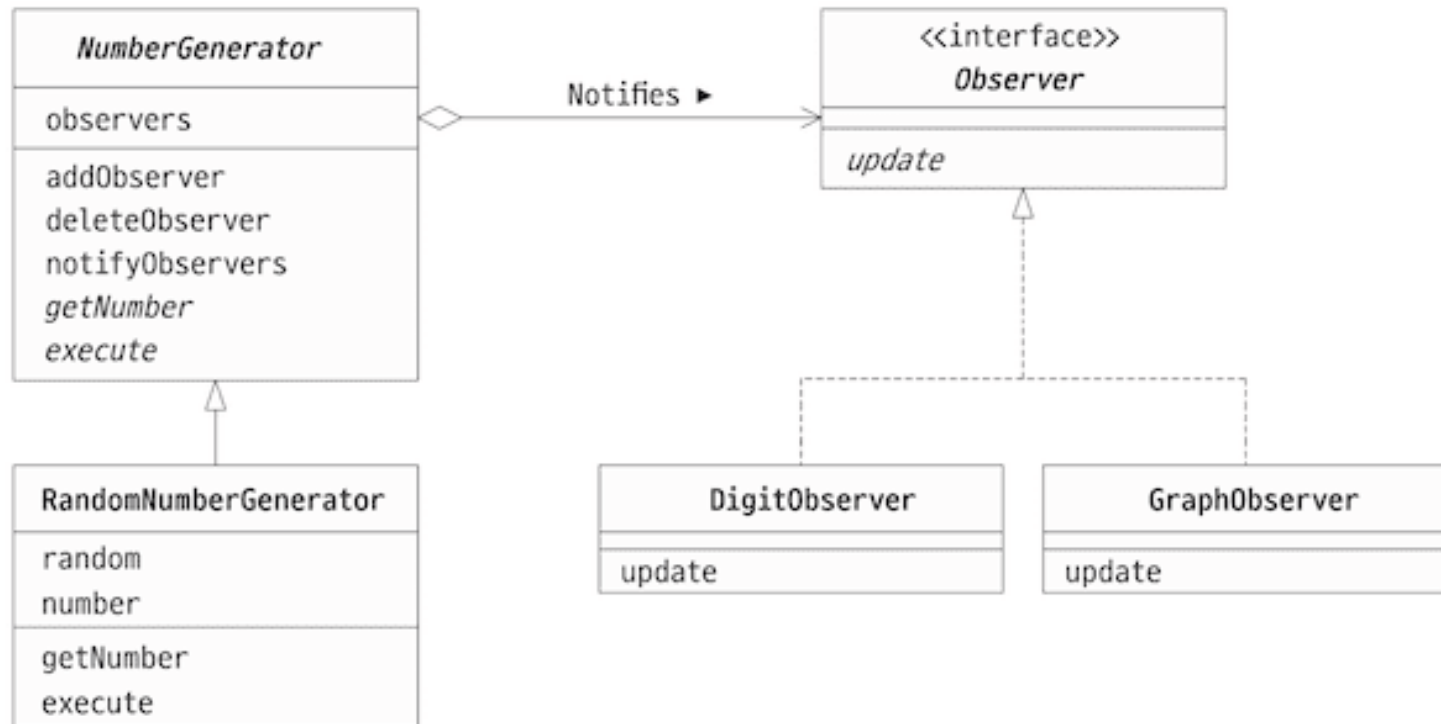 NumberGenerator
observers
addObserver
deleteObserver
notifyObservers
getNumber
execute
Notifies ►
<<interface>>
Observer
update
RandomNumberGenerator
random
number
getNumber
execute
DigitObserver
update
GraphObserver
update